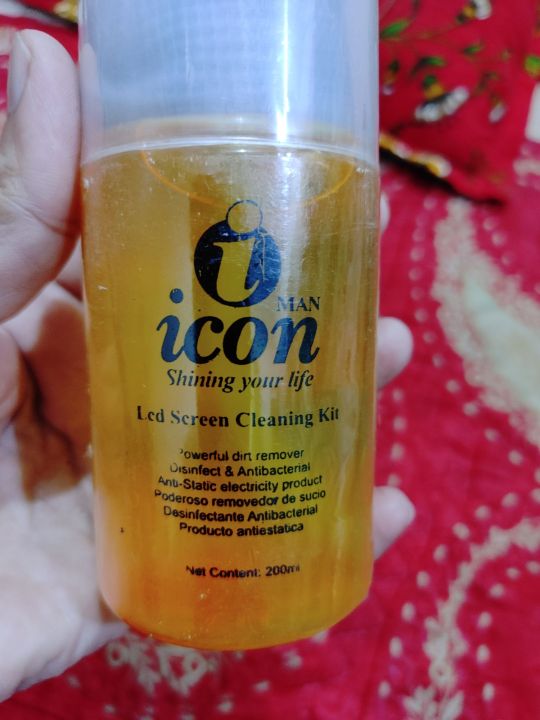 i
MAN
icon
Shining your life
Lcd Screen Cleaning Kit
Powerful dirt remover
Disinfect & Antibacterial
Anti-Static electricity product
Poderoso removedor de sucio
Desinfectante Antibacterial
Producto antiestatica
Net Content: 200ml